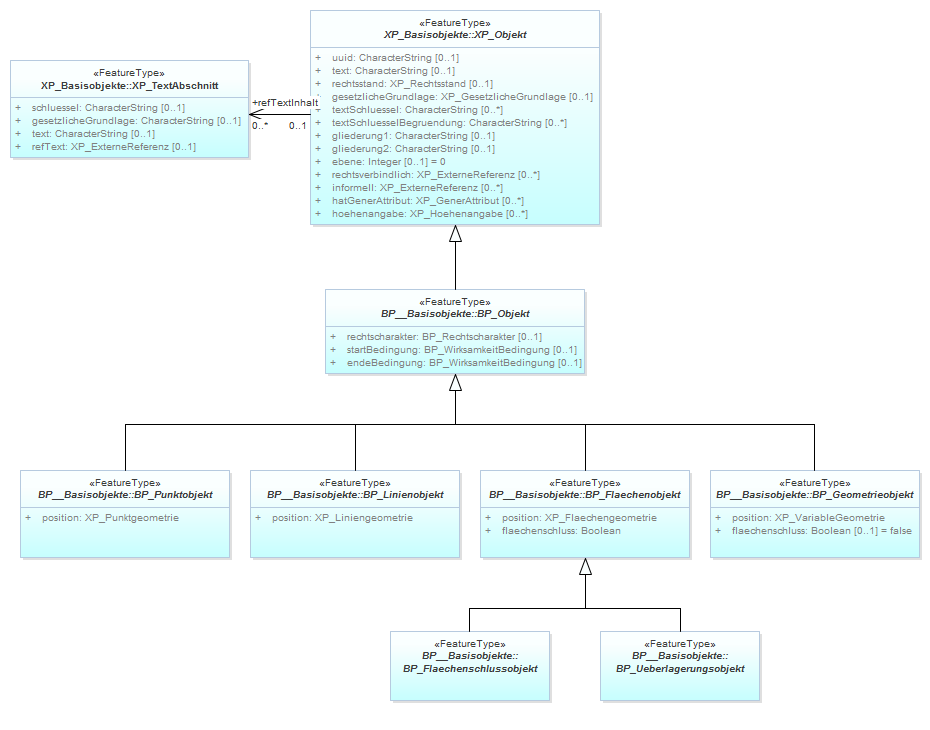 «FeatureType»
XP_Basisobjekte::XP_Objekt
+ uuid: CharacterString [0..1]
+ text: CharacterString [0..1]
+ rechtsstand: XP_Rechtsstand [0..1]
+ gesetzlicheGrundlage: XP_GesetzlicheGrundlage [0..1]
+ textSchluessel: CharacterString [0..*]
+ textSchluesselBegruendung: CharacterString [0..*]
+ gliederung1: CharacterString [0..1]
+ gliederung2: CharacterString [0..1]
+ ebene: Integer [0..1] = 0
+ rechtsverbindlich: XP_ExterneReferenz [0..*]
+ informell: XP_ExterneReferenz [0..*]
+ hatGenerAttribut: XP_GenerAttribut [0..*]
+ hoehenangabe: XP_Hoehenangabe [0..*]
«FeatureType»
XP_Basisobjekte::XP_TextAbschnitt
+ schluessel: CharacterString [0..1]
+ gesetzlicheGrundlage: CharacterString [0..1]
+ text: CharacterString [0..1]
+ refText: XP_ExterneReferenz [0..1]
+refTextInhalt
0..* 0..1
«FeatureType»
BP__Basisobjekte::BP_Objekt
+ rechtscharakter: BP_Rechtscharakter [0..1]
+ startBedingung: BP_WirksamkeitBedingung [0..1]
+ endeBedingung: BP_WirksamkeitBedingung [0..1]
«FeatureType»
BP__Basisobjekte::BP_Punktobjekt
+ position: XP_Punktgeometrie
«FeatureType»
BP__Basisobjekte::BP_Linienobjekt
+ position: XP_Liniengeometrie
«FeatureType»
BP__Basisobjekte::BP_Flaechenobjekt
+ position: XP_Flaechengeometrie
+ flaechenschluss: Boolean
«FeatureType»
BP__Basisobjekte::BP_Geometrieobjekt
+ position: XP_VariableGeometrie
+ flaechenschluss: Boolean [0..1] = false
«FeatureType»
BP__Basisobjekte::
BP_Flaechenschlussobjekt
«FeatureType»
BP__Basisobjekte::
BP_Ueberlagerungsobjekt